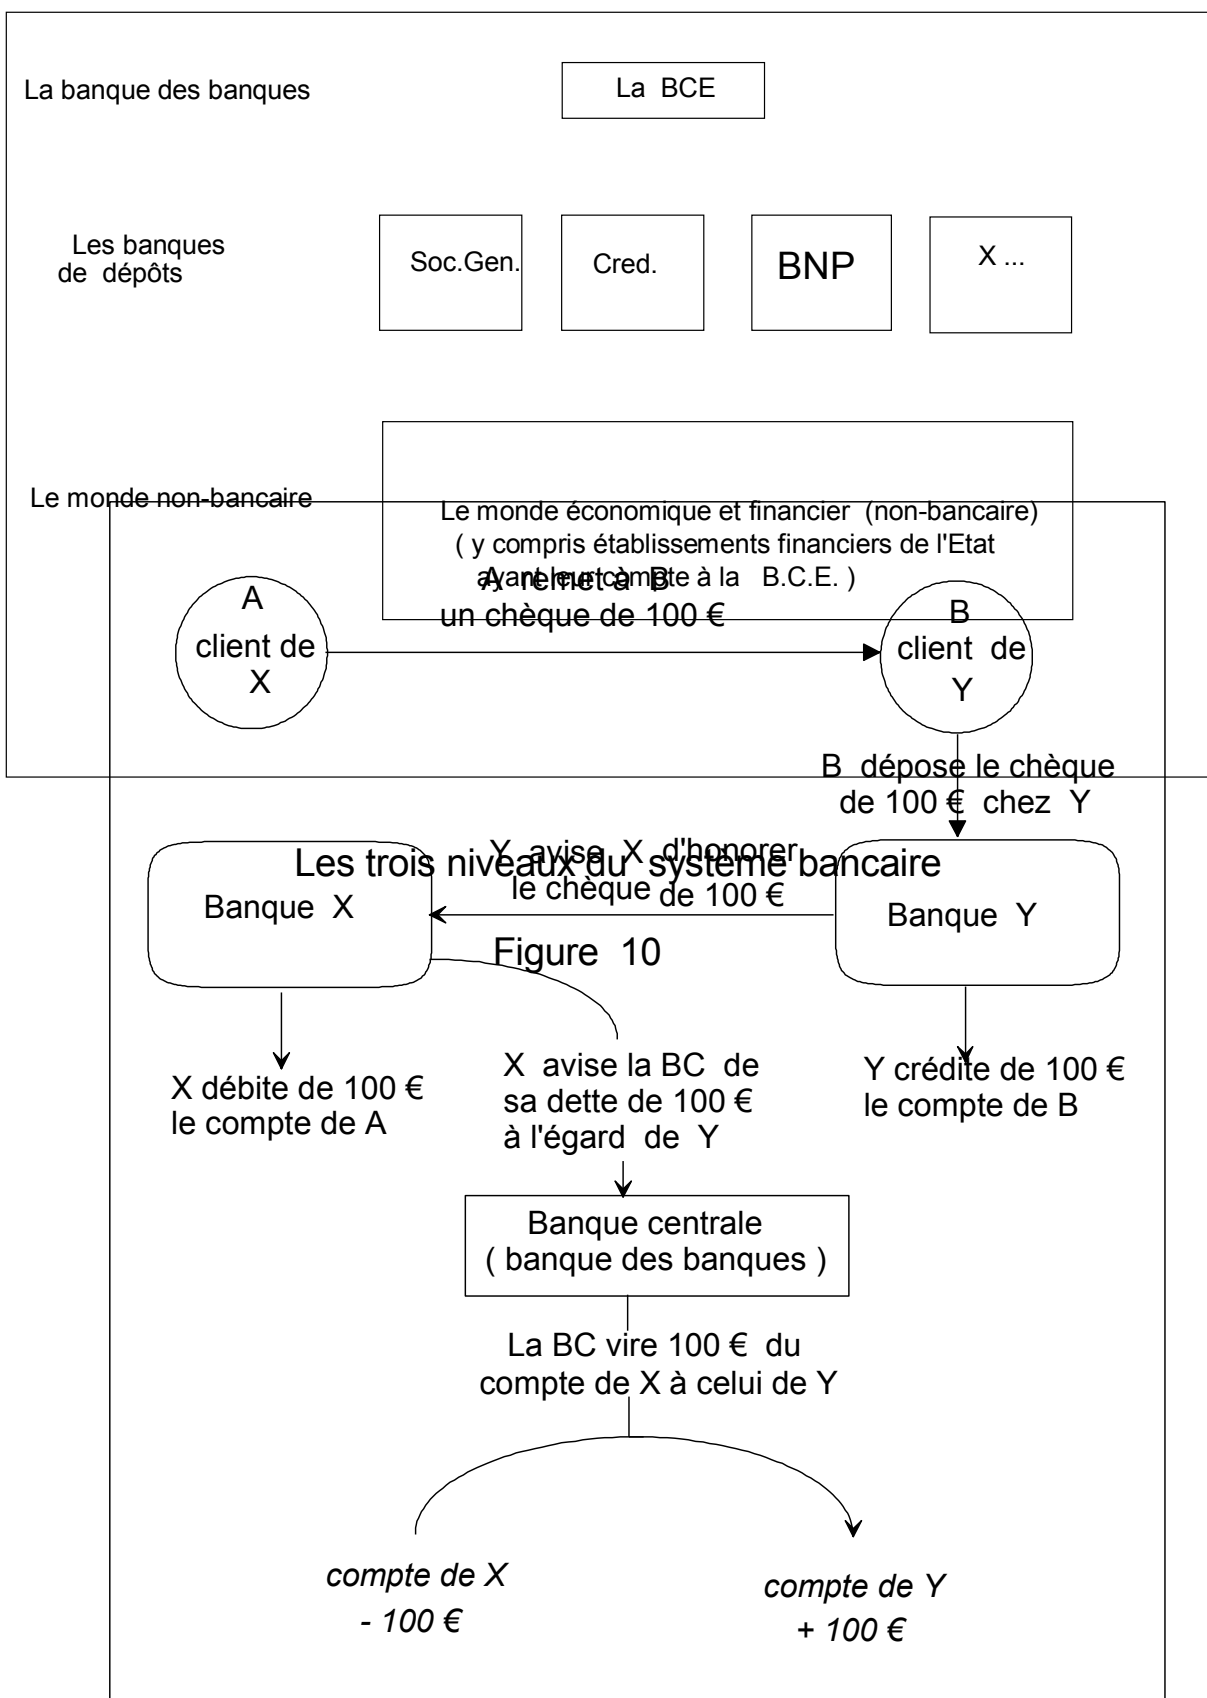 La banque des banques
La BCE
Les banques
de dépôts
Soc.Gen.
Cred.
BNP
X ...
Le monde non-bancaire
Le monde économique et financier (non-bancaire)
( y compris établissements financiers de l'Etat
ayant leur compte à la B.C.E. )
A remet à B
un chèque de 100 €
A
client de
X
B
client de
Y
B dépose le chèque
de 100 € chez Y
Les trois niveaux du système bancaire
Y avise X d'honorer
le chèque de 100 €
Banque X
Banque Y
Figure 10
X débite de 100 €
le compte de A
X avise la BC de
sa dette de 100 €
à l'égard de Y
Y crédite de 100 €
le compte de B
Banque centrale
( banque des banques )
La BC vire 100 € du
compte de X à celui de Y
compte de X
- 100 €
compte de Y
+ 100 €